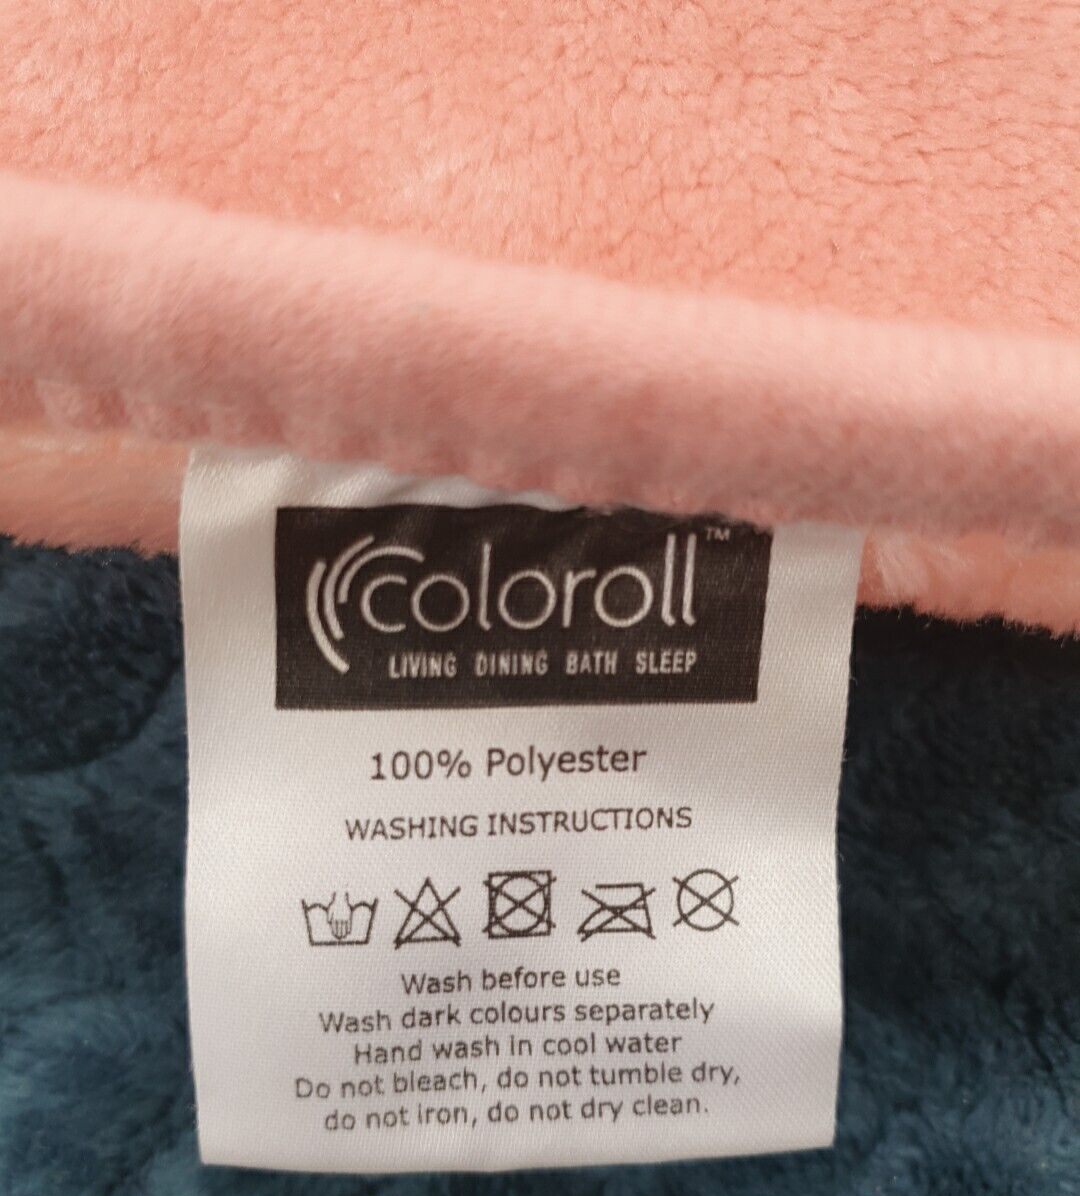 coloroll™
LIVING DINING BATH SLEEP
100% Polyester
WASHING INSTRUCTIONS
Wash before use
Wash dark colours separately
Hand wash in cool water
Do not bleach, do not tumble dry,
do not iron, do not dry clean.